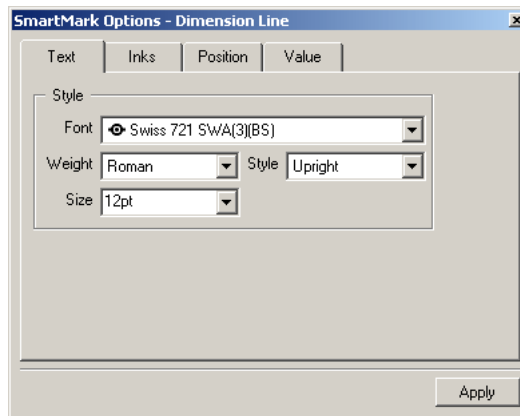 SmartMark Options - Dimension Line
Text Inks Position Value
Style
Font Swiss 721 SWA(3)(BS)
Weight Roman Style Upright
Size 12pt
Apply